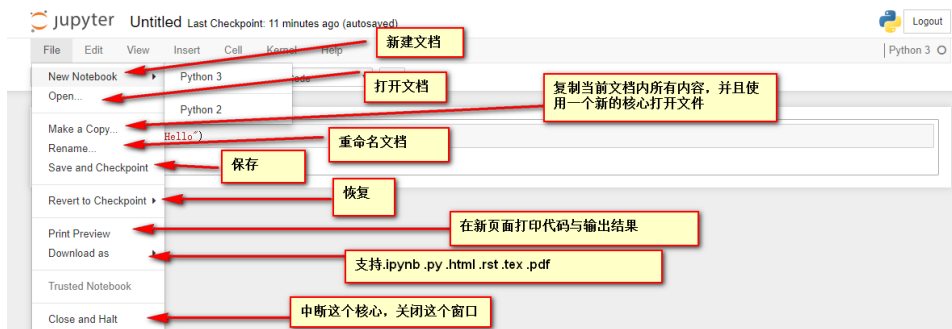 jupyter Untitled Last Checkpoint: 11 minutes ago (autosaved)
Logout
File Edit View Insert Cell Kernel Help
Python 3
新建文档
New Notebook
Python 3
Open...
打开文档
Python 2
复制当前文档内所有内容，并且使
用一个新的核心打开文件
Make a Copy...
Hello")
Rename...
重命名文档
Save and Checkpoint
保存
Revert to Checkpoint
恢复
Print Preview
在新页面打印代码与输出结果
Download as
支持.ipynb .py .html .rst .tex .pdf
Trusted Notebook
Close and Halt
中断这个核心，关闭这个窗口